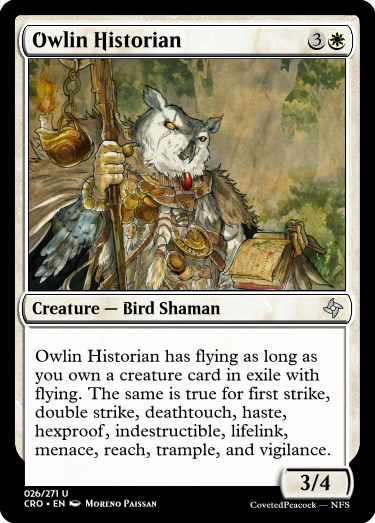 Owlin Historian 3
Creature — Bird Shaman
Owlin Historian has flying as long as
you own a creature card in exile with
flying. The same is true for first strike,
double strike, deathtouch, haste,
hexproof, indestructible, lifelink,
menace, reach, trample, and vigilance.
3/4
026/271 U
CRO • EN Moreno Paissan
CovetedPeacock — NFS